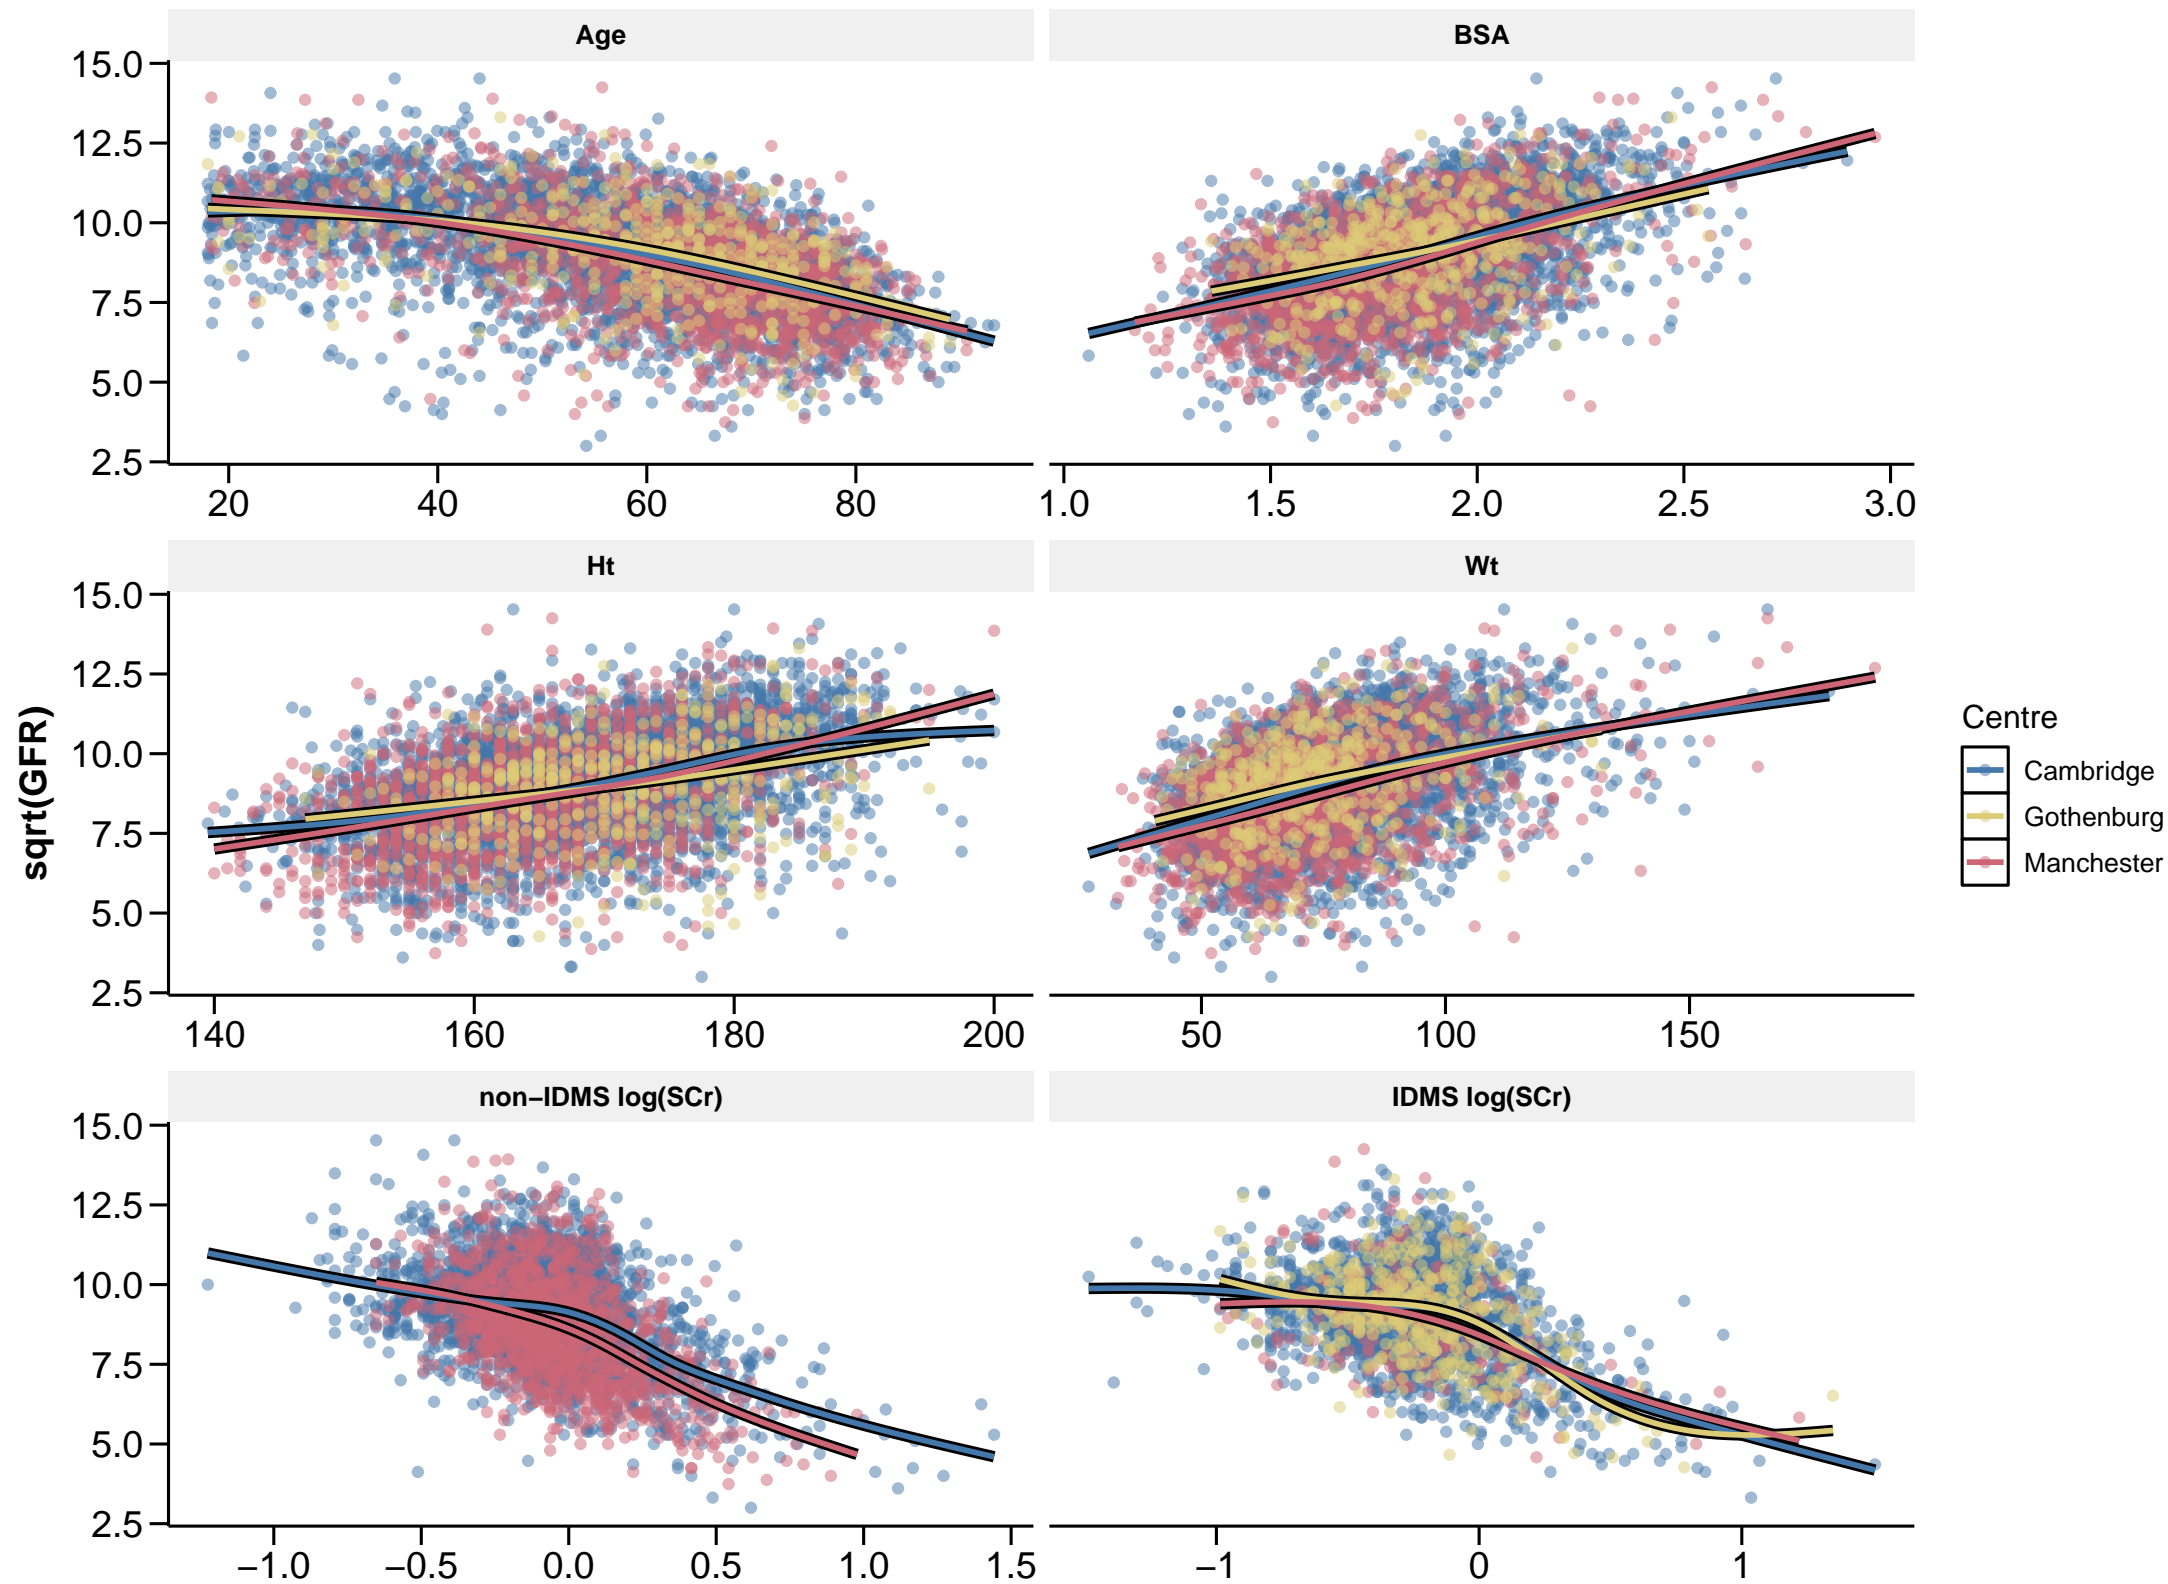 Age
BSA
15.0
12.5
10.0
7.5
5.0
2.5
20 40 60 80
1.0 1.5 2.0 2.5 3.0
Ht
Wt
15.0
12.5
10.0
7.5
5.0
2.5
140 160 180 200
50 100 150
sqrt(GFR)
Centre
Cambridge
Gothenburg
Manchester
non−IDMS log(SCr)
IDMS log(SCr)
15.0
12.5
10.0
7.5
5.0
2.5
−1.0 −0.5 0.0 0.5 1.0 1.5
−1 0 1